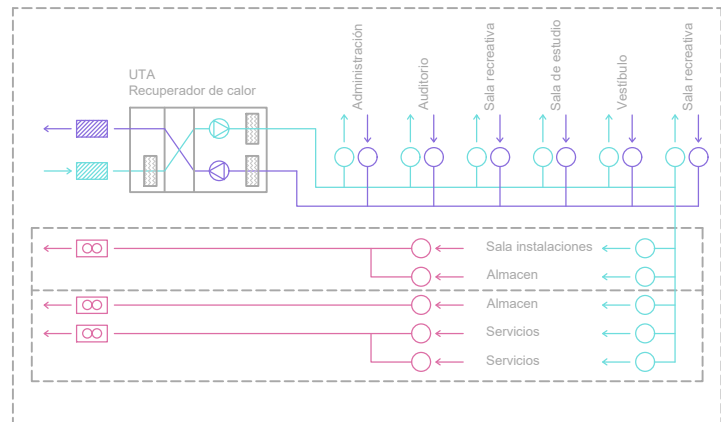 UTA
Recuperador de calor
Administración
Auditorio
Sala recreativa
Sala de estudio
Vestíbulo
Sala recreativa
Sala instalaciones
Almacen
Almacen
Servicios
Servicios